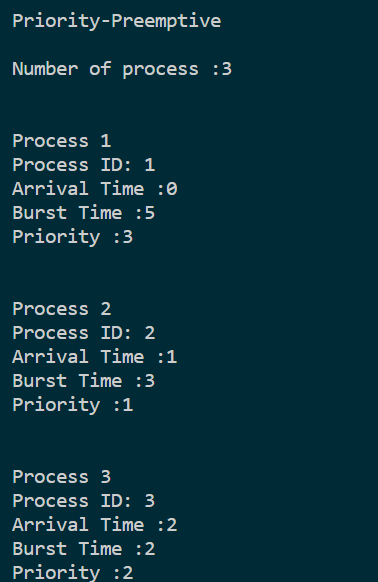 Priority-Preemptive
Number of process :3
Process 1
Process ID: 1
Arrival Time :0
Burst Time :5
Priority :3
Process 2
Process ID: 2
Arrival Time :1
Burst Time :3
Priority :1
Process 3
Process ID: 3
Arrival Time :2
Burst Time :2
Priority :2